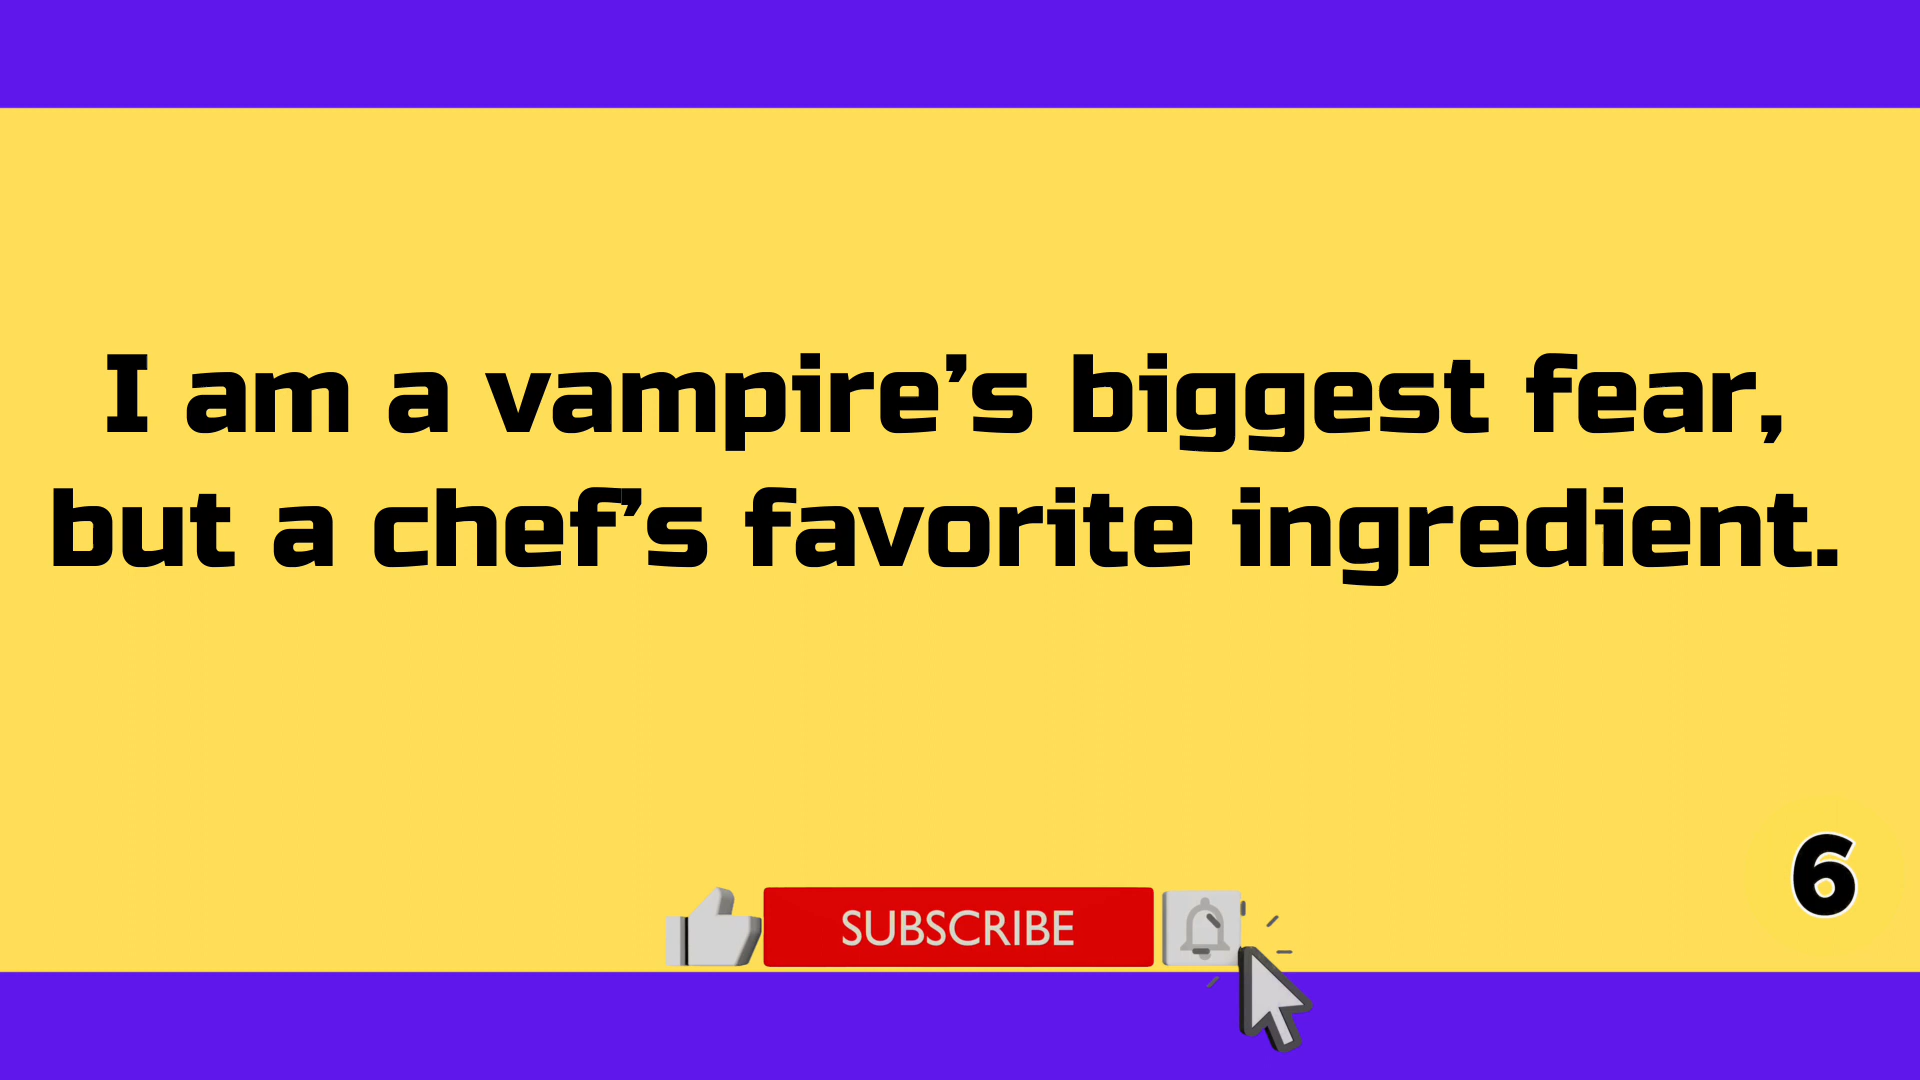 I am a vampire’s biggest fear,
but a chef’s favorite ingredient.
6
SUBSCRIBE